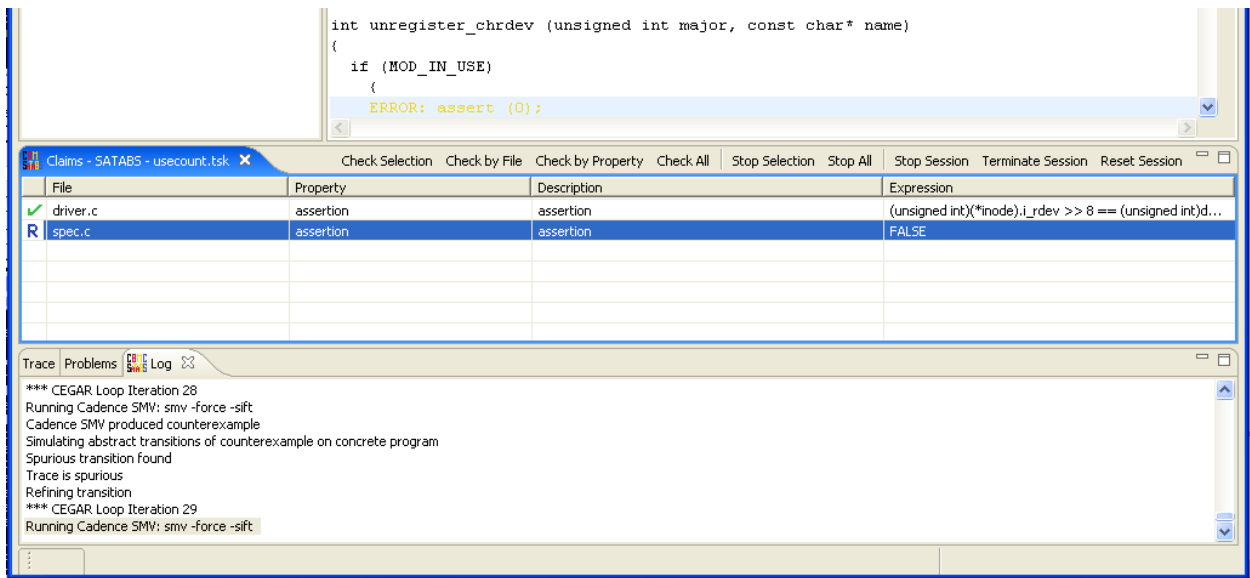 int unregister_chrdev (unsigned int major, const char* name)
{
if (MOD_IN_USE)
{
ERROR: assert (0);
Claims - SATABS - usecount.tsk Check Selection Check by File Check by Property Check All Stop Selection Stop All Stop Session Terminate Session Reset Session
File Property Description Expression
driver.c assertion assertion (unsigned int)(*inode).i_rdev >> 8 == (unsigned int)d...
R spec.c assertion assertion FALSE
Trace Problems Log
*** CEGAR Loop Iteration 28
Running Cadence SMV: smv -force -sift
Cadence SMV produced counterexample
Simulating abstract transitions of counterexample on concrete program
Spurious transition found
Trace is spurious
Refining transition
*** CEGAR Loop Iteration 29
Running Cadence SMV: smv -force -sift